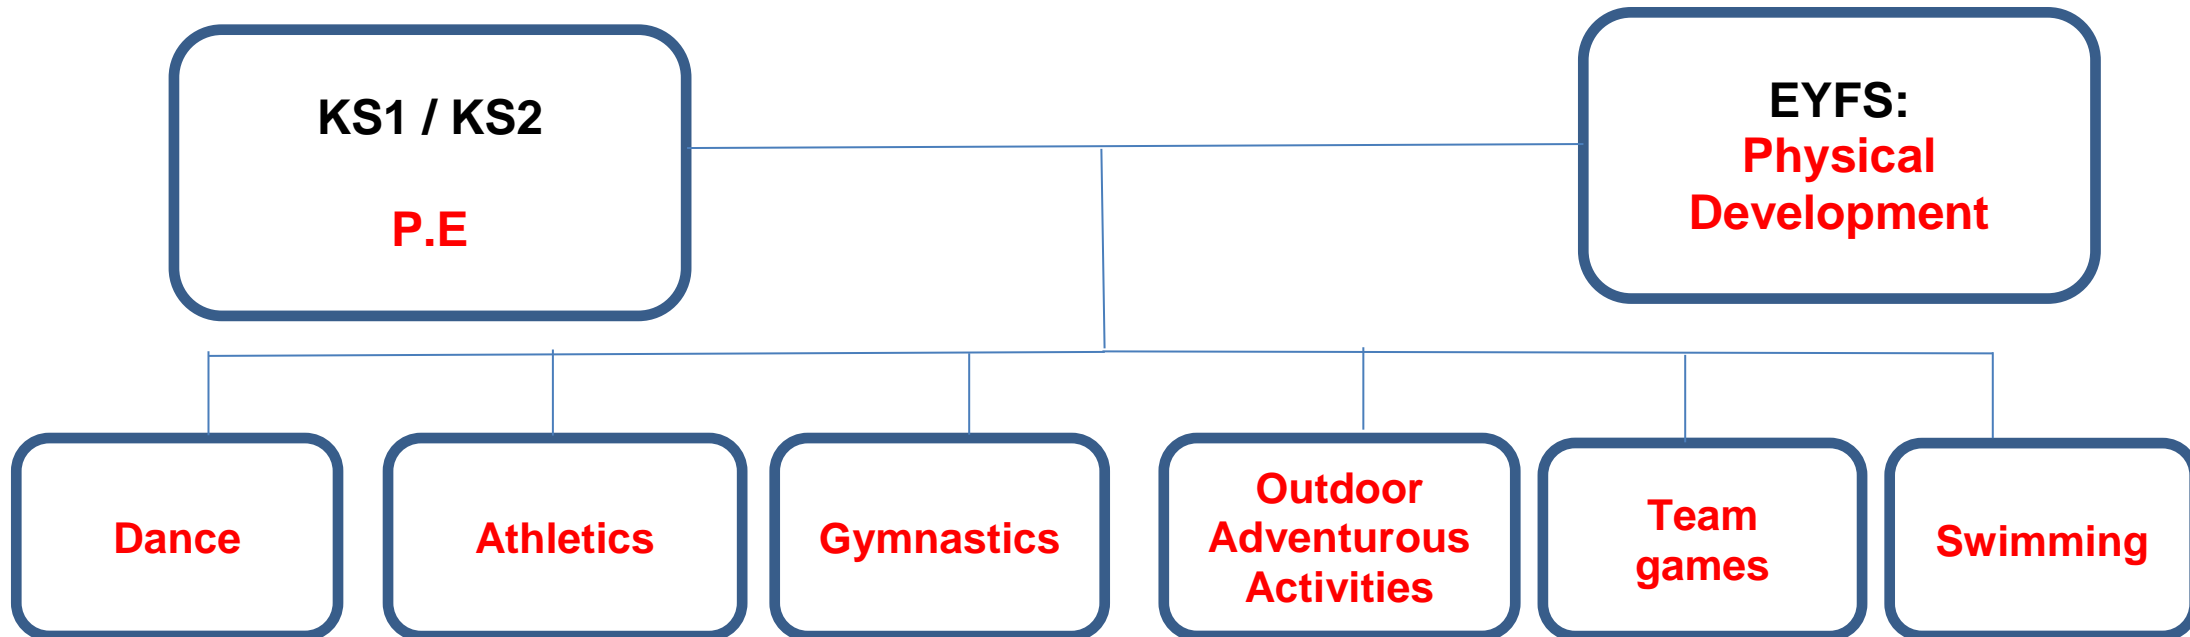 KS1 / KS2
P.E
EYFS:
Physical
Development
Dance
Athletics
Gymnastics
Outdoor
Adventurous
Activities
Team
games
Swimming